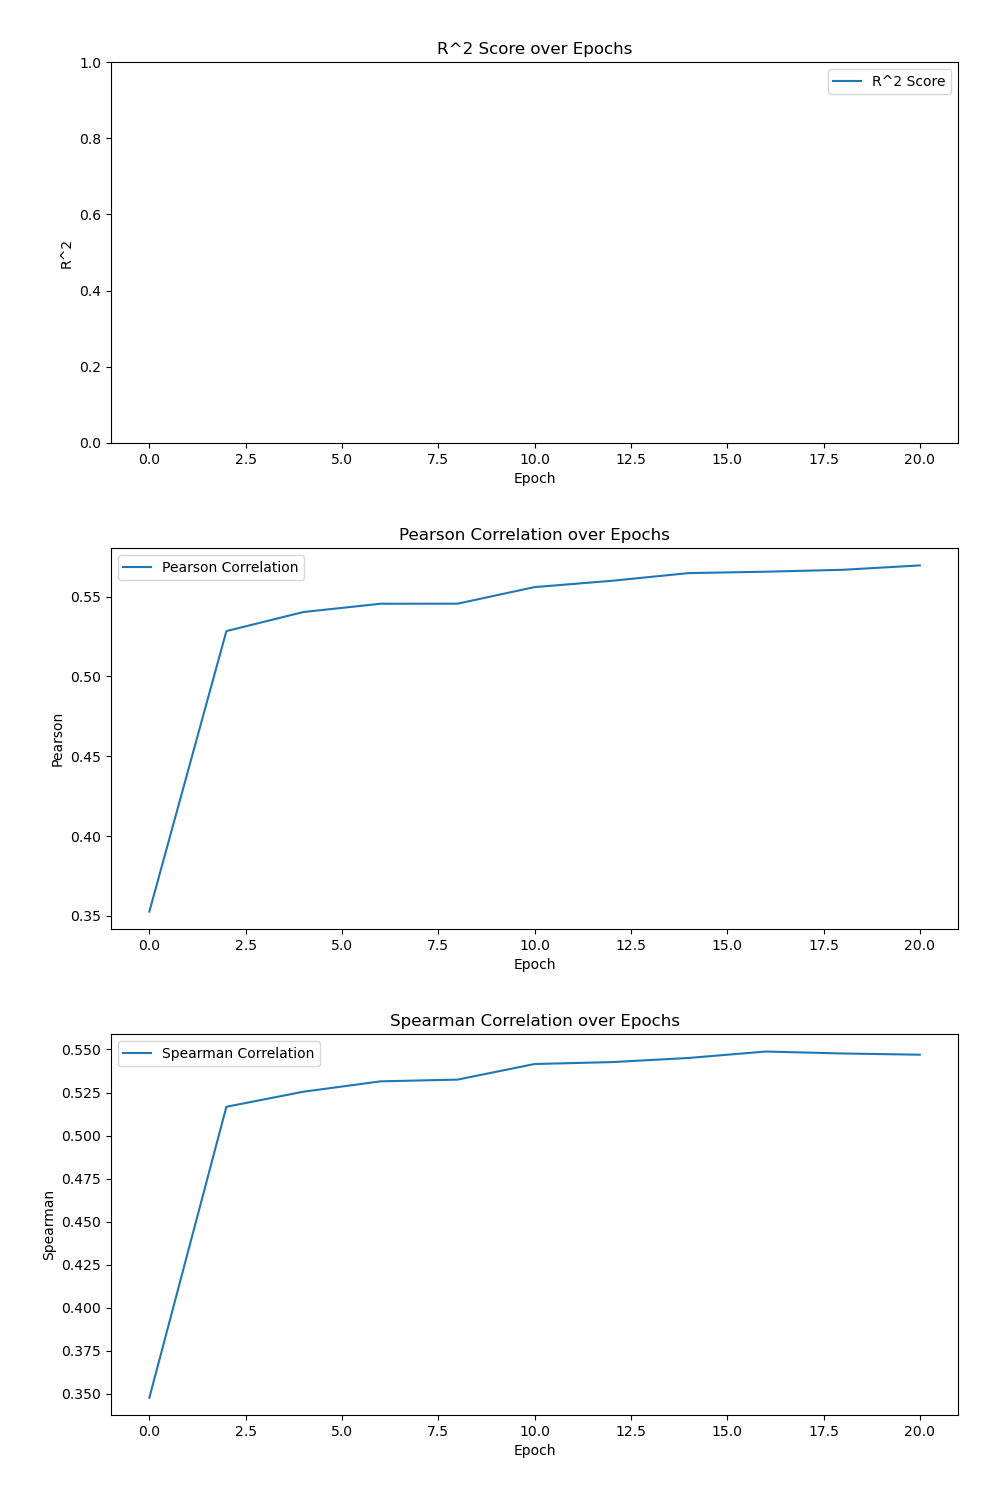 R^2 Score over Epochs
1.0
R^2 Score
0.8
0.6
R^2
0.4
0.2
0.0
0.0 2.5 5.0 7.5 10.0 12.5 15.0 17.5 20.0
Epoch
Pearson Correlation over Epochs
Pearson Correlation
0.55
0.50
Pearson
0.45
0.40
0.35
0.0 2.5 5.0 7.5 10.0 12.5 15.0 17.5 20.0
Epoch
Spearman Correlation over Epochs
0.550
Spearman Correlation
0.525
0.500
0.475
Spearman
0.450
0.425
0.400
0.375
0.350
0.0 2.5 5.0 7.5 10.0 12.5 15.0 17.5 20.0
Epoch